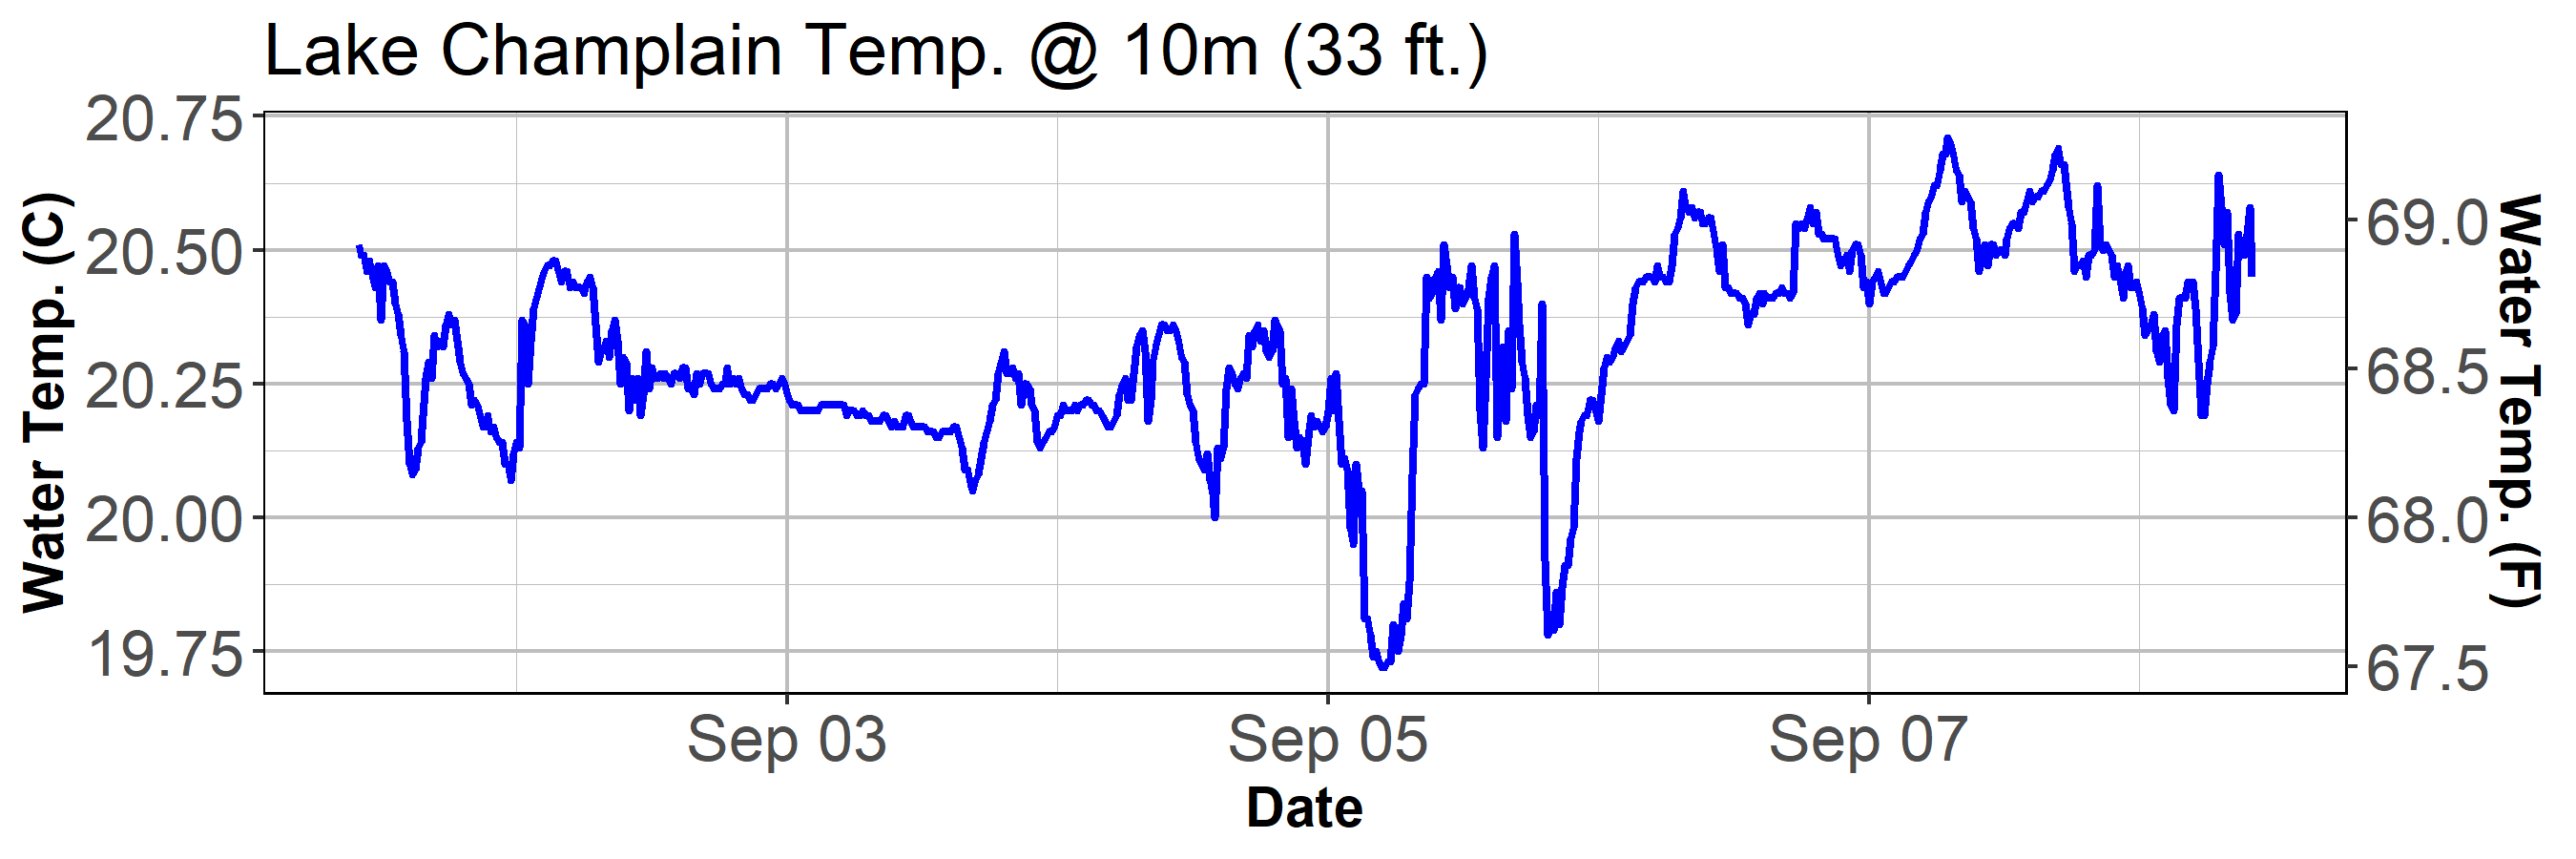 Lake Champlain Temp. @ 10m (33 ft.)
Water Temp. (C)
20.75
20.50
20.25
20.00
19.75
69.0
68.5
68.0
67.5
Water Temp. (F)
Sep 03
Sep 05
Sep 07
Date